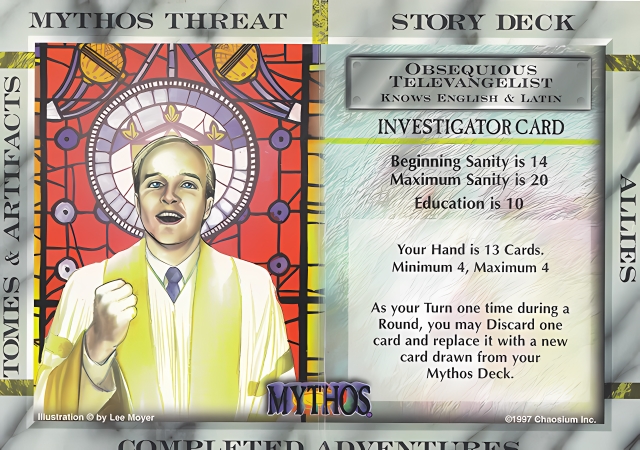 MYTHOS THREAT
STORY DECK
TOMES & ARTIFACTS
OBSEQUIOUS
TELEVANGELIST
KNOWS ENGLISH & LATIN
INVESTIGATOR CARD
Beginning Sanity is 14
Maximum Sanity is 20
Education is 10
Your Hand is 13 Cards.
Minimum 4, Maximum 4
As your Turn one time during a
Round, you may Discard one
card and replace it with a new
card drawn from your
Mythos Deck.
ALLIES
MYTHOS
Illustration © by Lee Moyer
©1997 Chaosium Inc.
COMPLETED ADVENTURES